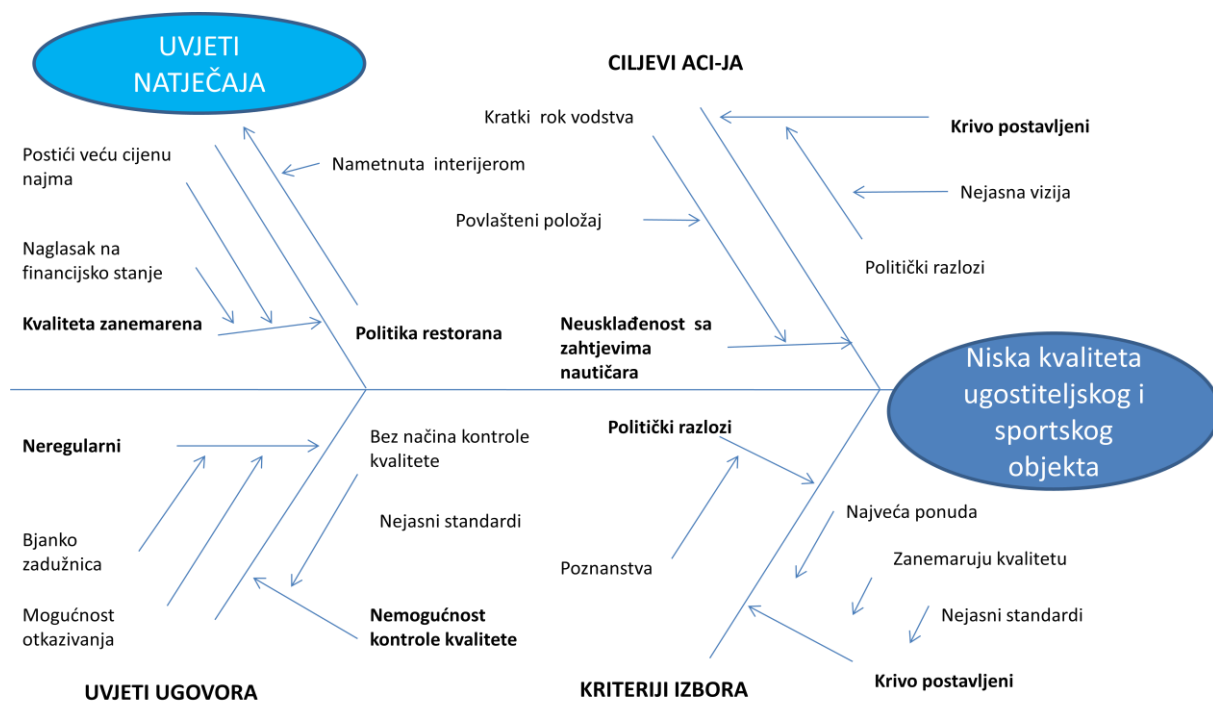 UVJETI
NATJEČAJA
CILJEVI ACI-JA
Kratki rok vodstva
Krivo postavljeni
Postići veću cijenu
najma
Nametnuta interijerom
Nejasna vizija
Povlašteni položaj
Naglasak na
financijsko stanje
Politički razlozi
Kvaliteta zanemarena
Politika restorana
Neusklađenost sa
zahtjevima
nautičara
Niska kvaliteta
ugostiteljskog i
sportskog
objekta
Neregularni
Bez načina kontrole
kvalitete
Politički razlozi
Nejasni standardi
Najveća ponuda
Bjanko
zadužnica
Poznanstva
Zanemaruju kvalitetu
Mogućnost
otkazivanja
Nemogućnost
kontrole kvalitete
Nejasni standardi
Krivo postavljeni
UVJETI UGOVORA
KRITERIJI IZBORA